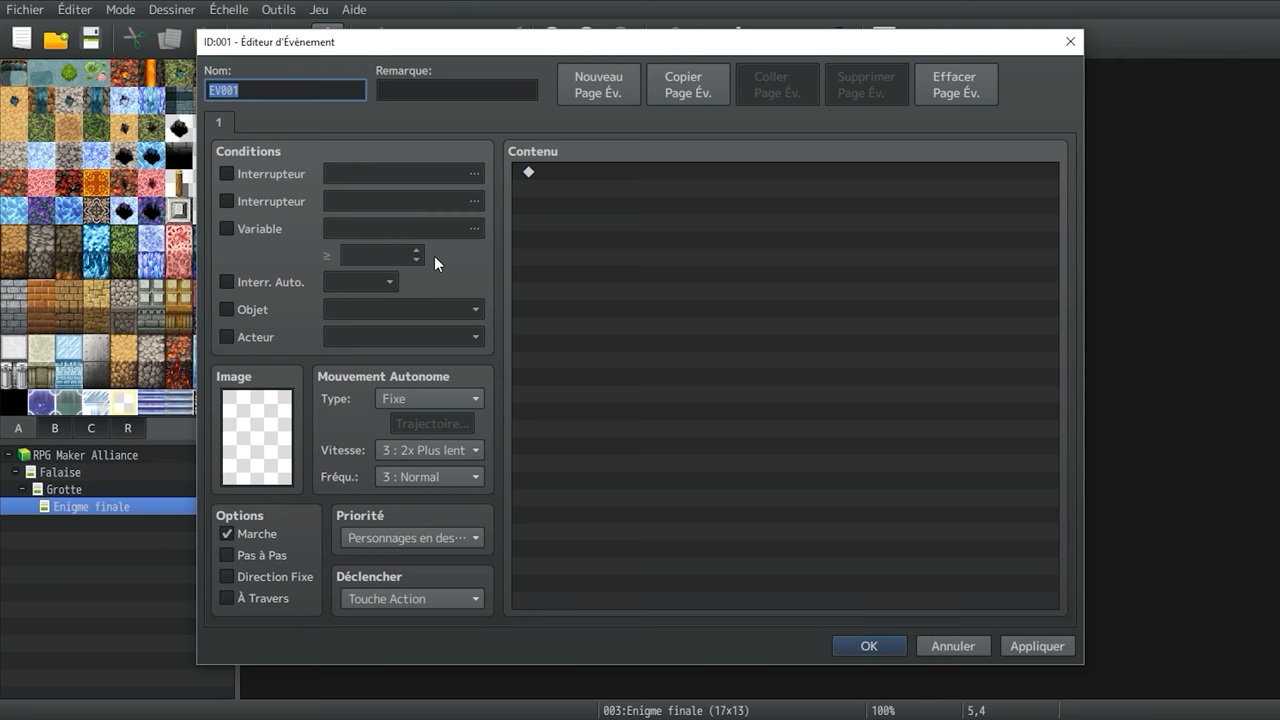 Fichier Éditer Mode Dessiner Échelle Outils Jeu Aide
ID:001 - Éditeur d'Évènement
Nom: Remarque:
EV001
Nouveau
Page Év.
Copier
Page Év.
Coller
Page Év.
Supprimer
Page Év.
Effacer
Page Év.
1
Conditions
Interrupteur ...
Interrupteur ...
Variable ...
≥
Interr. Auto.
Objet
Acteur
Contenu
◆
Image
Mouvement Autonome
Type: Fixe
Trajectoire...
Vitesse: 3 : 2x Plus lent
Fréqu.: 3 : Normal
Options
Marche
Pas à Pas
Direction Fixe
À Travers
Priorité
Personnages en des...
Déclencher
Touche Action
OK Annuler Appliquer
A B C R
RPG Maker Alliance
Falaise
Grotte
Enigme finale
003:Enigme finale (17x13) 100% 5,4